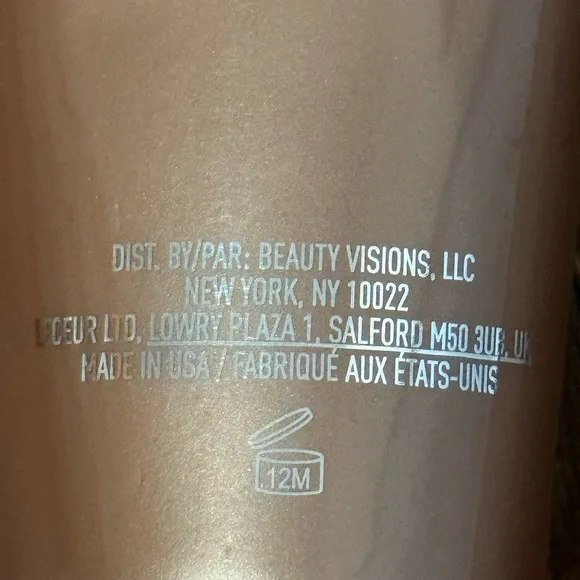 DIST. BY/PAR: BEAUTY VISIONS, LLC
NEW YORK, NY 10022
LTD, LOWRY PLAZA 1, SALFORD M50 3UB, UK
MADE IN USA / FABRIQUÉ AUX ÉTATS-UNIS
12M